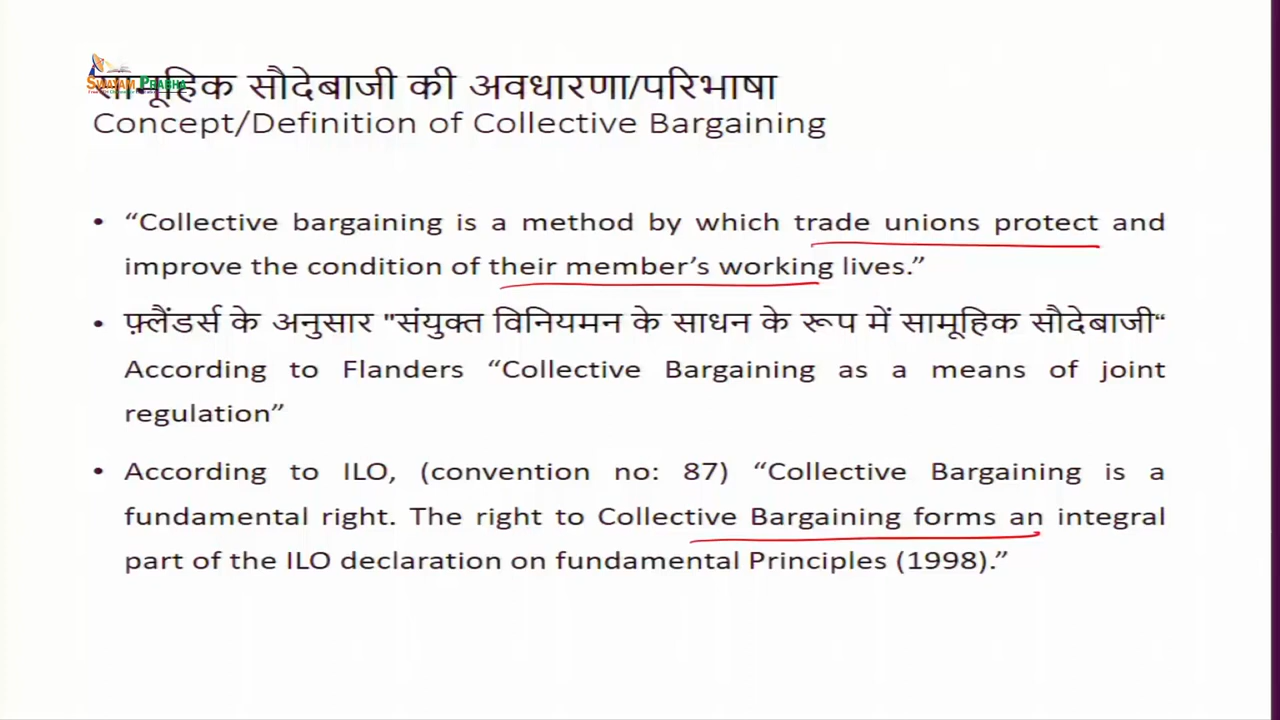 सामूहिक सौदेबाजी की अवधारणा/परिभाषा
SWAYAM PRABHA
Concept/Definition of Collective Bargaining
• “Collective bargaining is a method by which trade unions protect and
improve the condition of their member’s working lives.”
• फ़्लैंडर्स के अनुसार "संयुक्त विनियमन के साधन के रूप में सामूहिक सौदेबाजी“
According to Flanders “Collective Bargaining as a means of joint
regulation”
• According to ILO, (convention no: 87) “Collective Bargaining is a
fundamental right. The right to Collective Bargaining forms an integral
part of the ILO declaration on fundamental Principles (1998).”